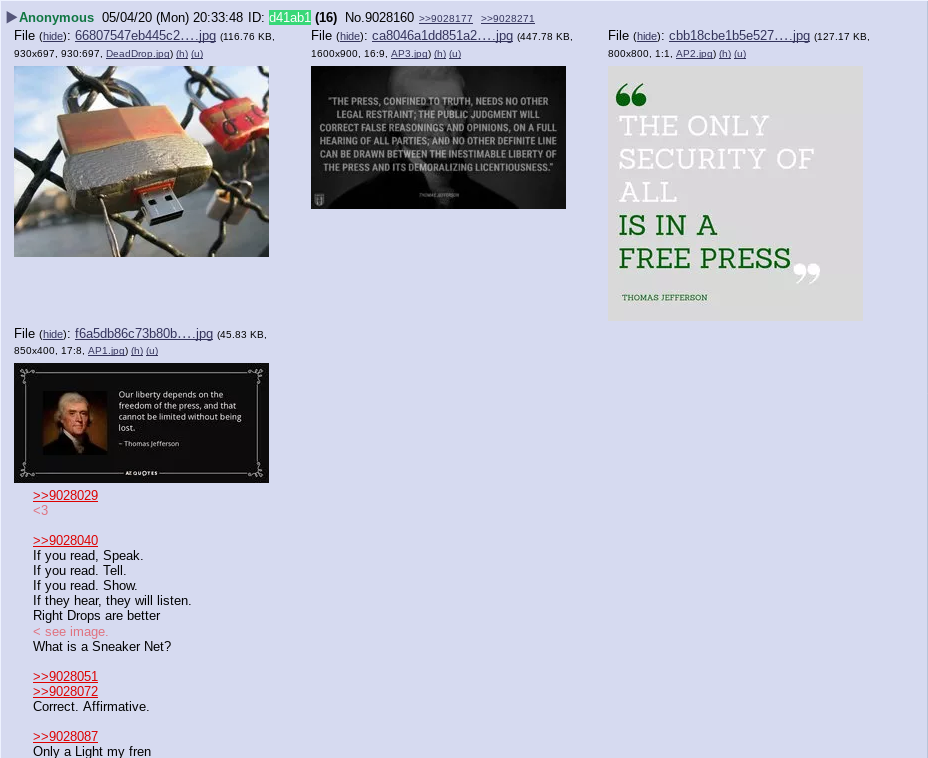 Anonymous 05/04/20 (Mon) 20:33:48 ID: d41ab1 (16) No.9028160 >>9028177 >>9028271
File (hide): 66807547eb445c2….jpg (116.76 KB, 930x697, 930:697, DeadDrop.jpg) (h) (u)
File (hide): ca8046a1dd851a2….jpg (447.78 KB, 1600x900, 16:9, AP3.jpg) (h) (u)
"THE PRESS, CONFINED TO TRUTH, NEEDS NO OTHER
LEGAL RESTRAINT; THE PUBLIC JUDGMENT WILL
CORRECT FALSE REASONINGS AND OPINIONS, ON A FULL
HEARING OF ALL PARTIES; AND NO OTHER DEFINITE LINE
CAN BE DRAWN BETWEEN THE INESTIMABLE LIBERTY OF
THE PRESS AND ITS DEMORALIZING LICENTIOUSNESS."
THOMAS JEFFERSON
File (hide): cbb18cbe1b5e527….jpg (127.17 KB, 800x800, 1:1, AP2.jpg) (h) (u)
“
THE ONLY
SECURITY OF
ALL
IS IN A
FREE PRESS
”
THOMAS JEFFERSON
File (hide): f6a5db86c73b80b….jpg (45.83 KB, 850x400, 17:8, AP1.jpg) (h) (u)
Our liberty depends on the
freedom of the press, and that
cannot be limited without being
lost.
~ Thomas Jefferson
AZ QUOTES
>>9028029
<3
>>9028040
If you read, Speak.
If you read. Tell.
If you read. Show.
If they hear, they will listen.
Right Drops are better
< see image.
What is a Sneaker Net?
>>9028051
>>9028072
Correct. Affirmative.
>>9028087
Only a Light my fren